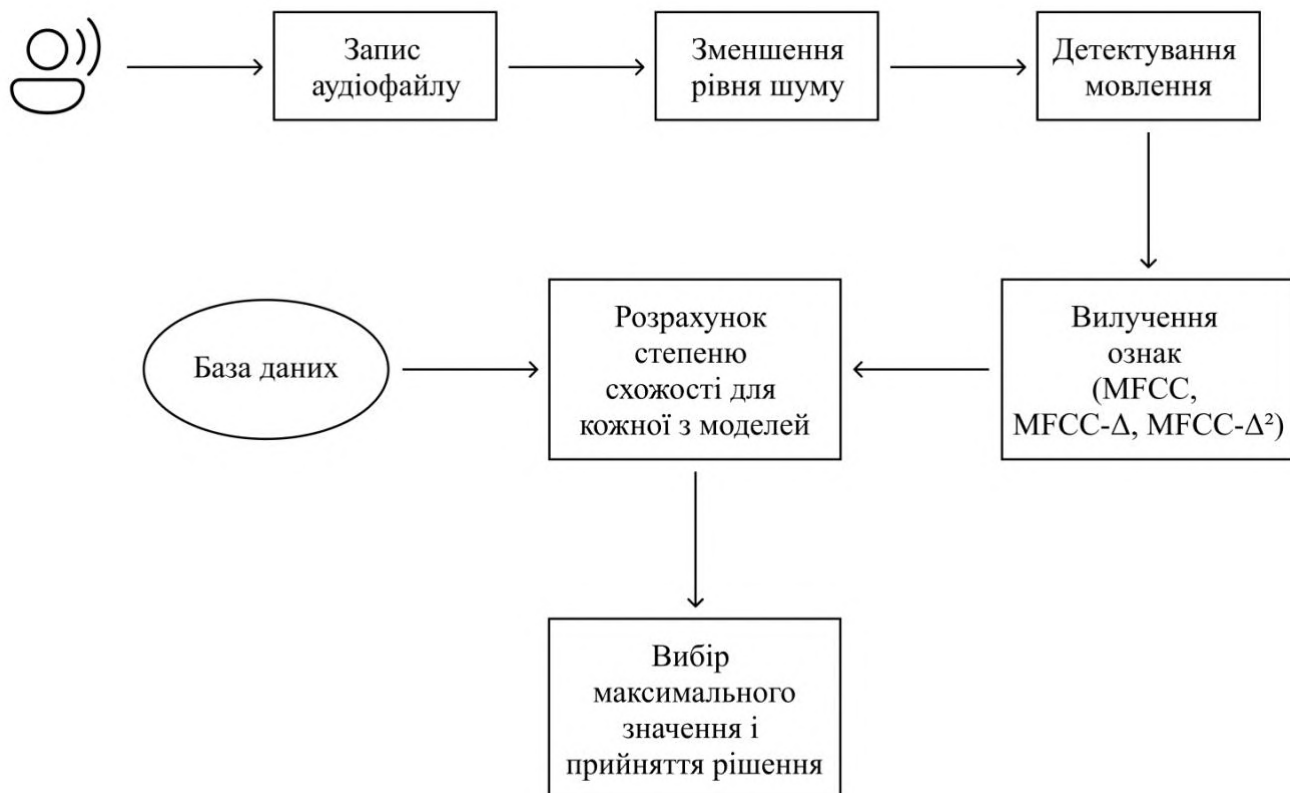 Запис
аудіофайлу
Зменшення
рівня шуму
Детектування
мовлення
База даних
Розрахунок
степеню
схожості для
кожної з моделей
Вилучення
ознак
(MFCC,
MFCC-Δ, MFCC-Δ²)
Вибір
максимального
значення і
прийняття рішення